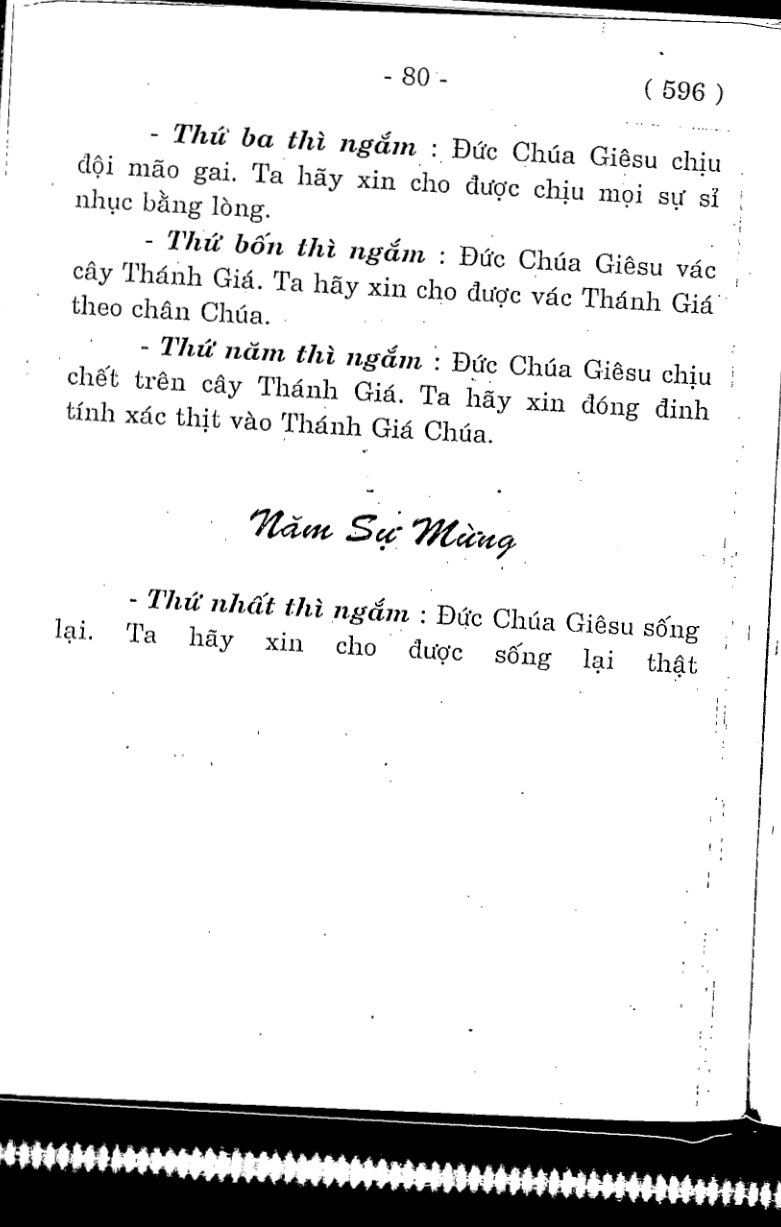 - 80 -
( 596 )
- Thứ ba thì ngắm : Đức Chúa Giêsu chịu
đội mão gai. Ta hãy xin cho được chịu mọi sự sỉ
nhục bằng lòng.
- Thứ bốn thì ngắm : Đức Chúa Giêsu vác
cây Thánh Giá. Ta hãy xin cho được vác Thánh Giá
theo chân Chúa.
- Thứ năm thì ngắm : Đức Chúa Giêsu chịu
chết trên cây Thánh Giá. Ta hãy xin đóng đinh
tính xác thịt vào Thánh Giá Chúa.
Năm Sự Mừng
- Thứ nhất thì ngắm : Đức Chúa Giêsu sống
lại. Ta hãy xin cho được sống lại thật